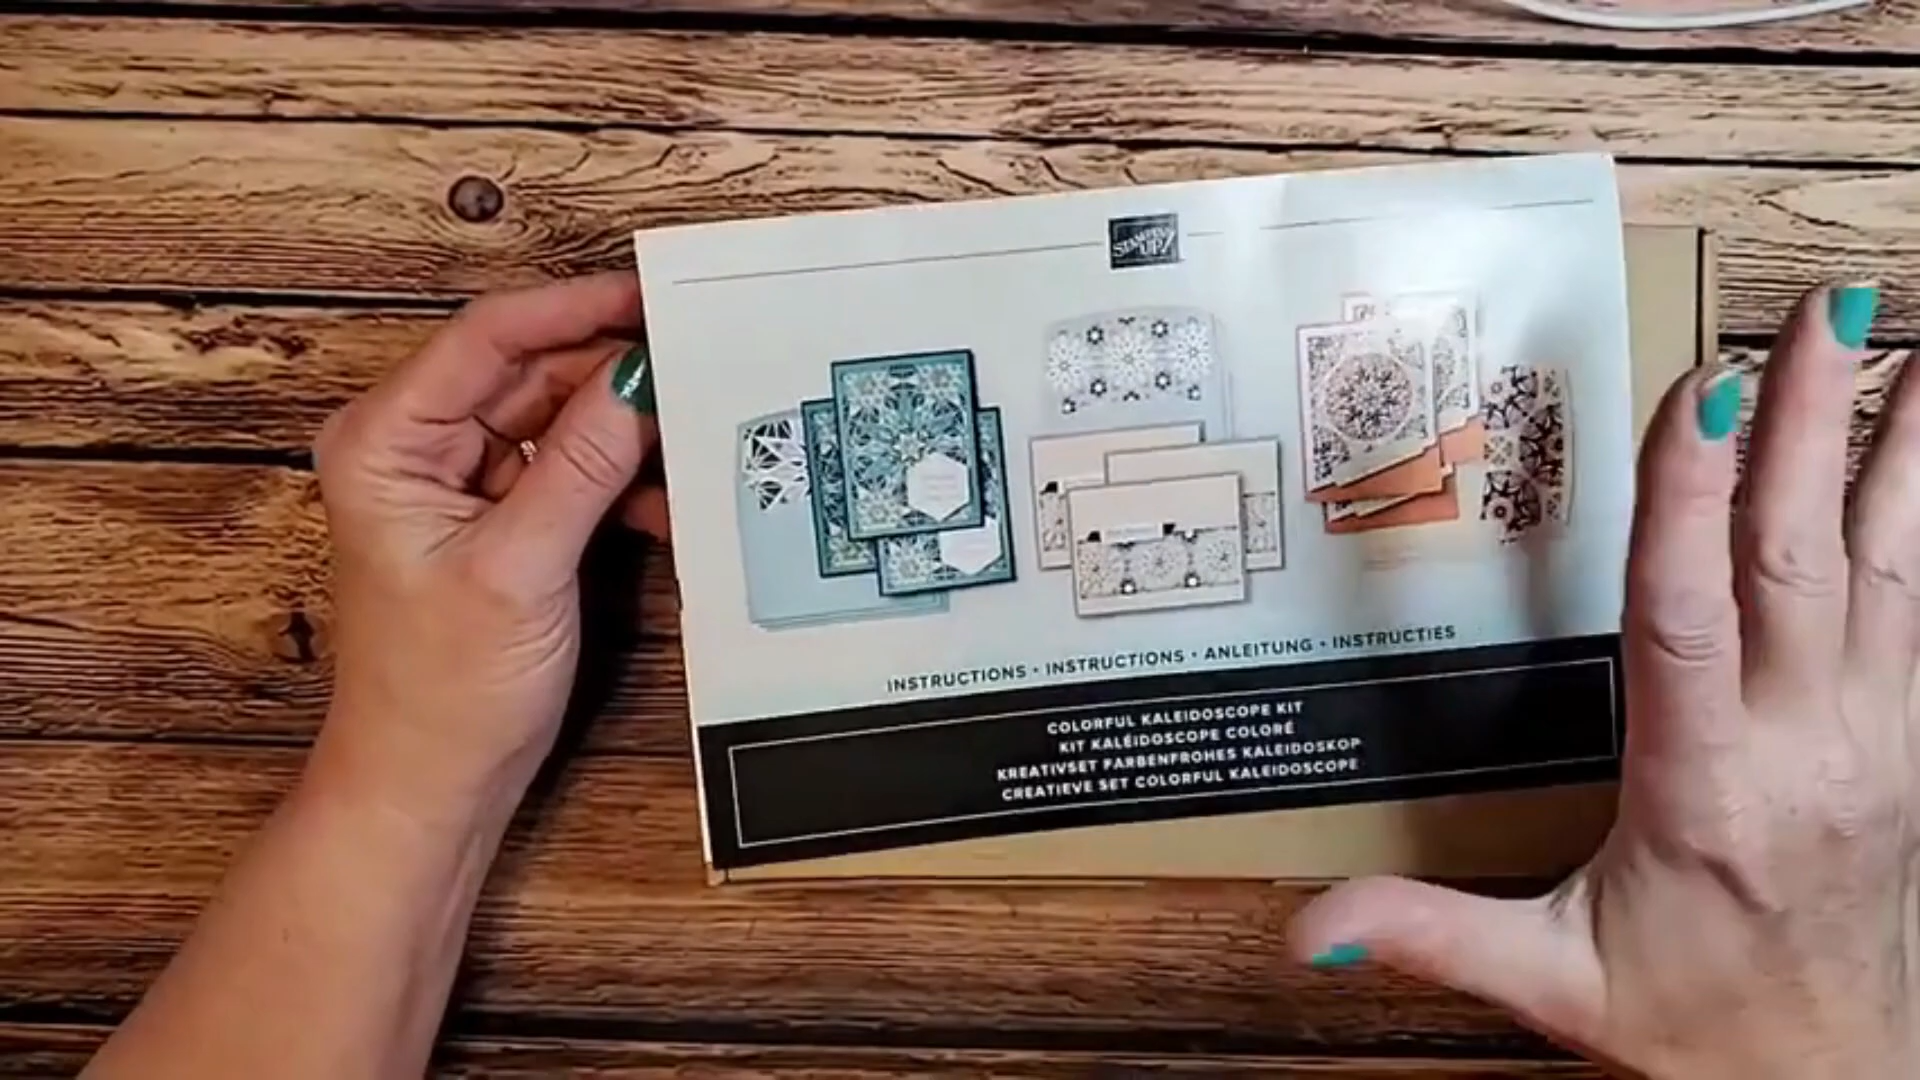 STAMPIN'
UP!
INSTRUCTIONS • INSTRUCTIONS • ANLEITUNG • INSTRUCTIES
COLORFUL KALEIDOSCOPE KIT
KIT KALÉIDOSCOPE COLORÉ
KREATIVSET FARBENFROHES KALEIDOSKOP
CREATIEVE SET COLORFUL KALEIDOSCOPE